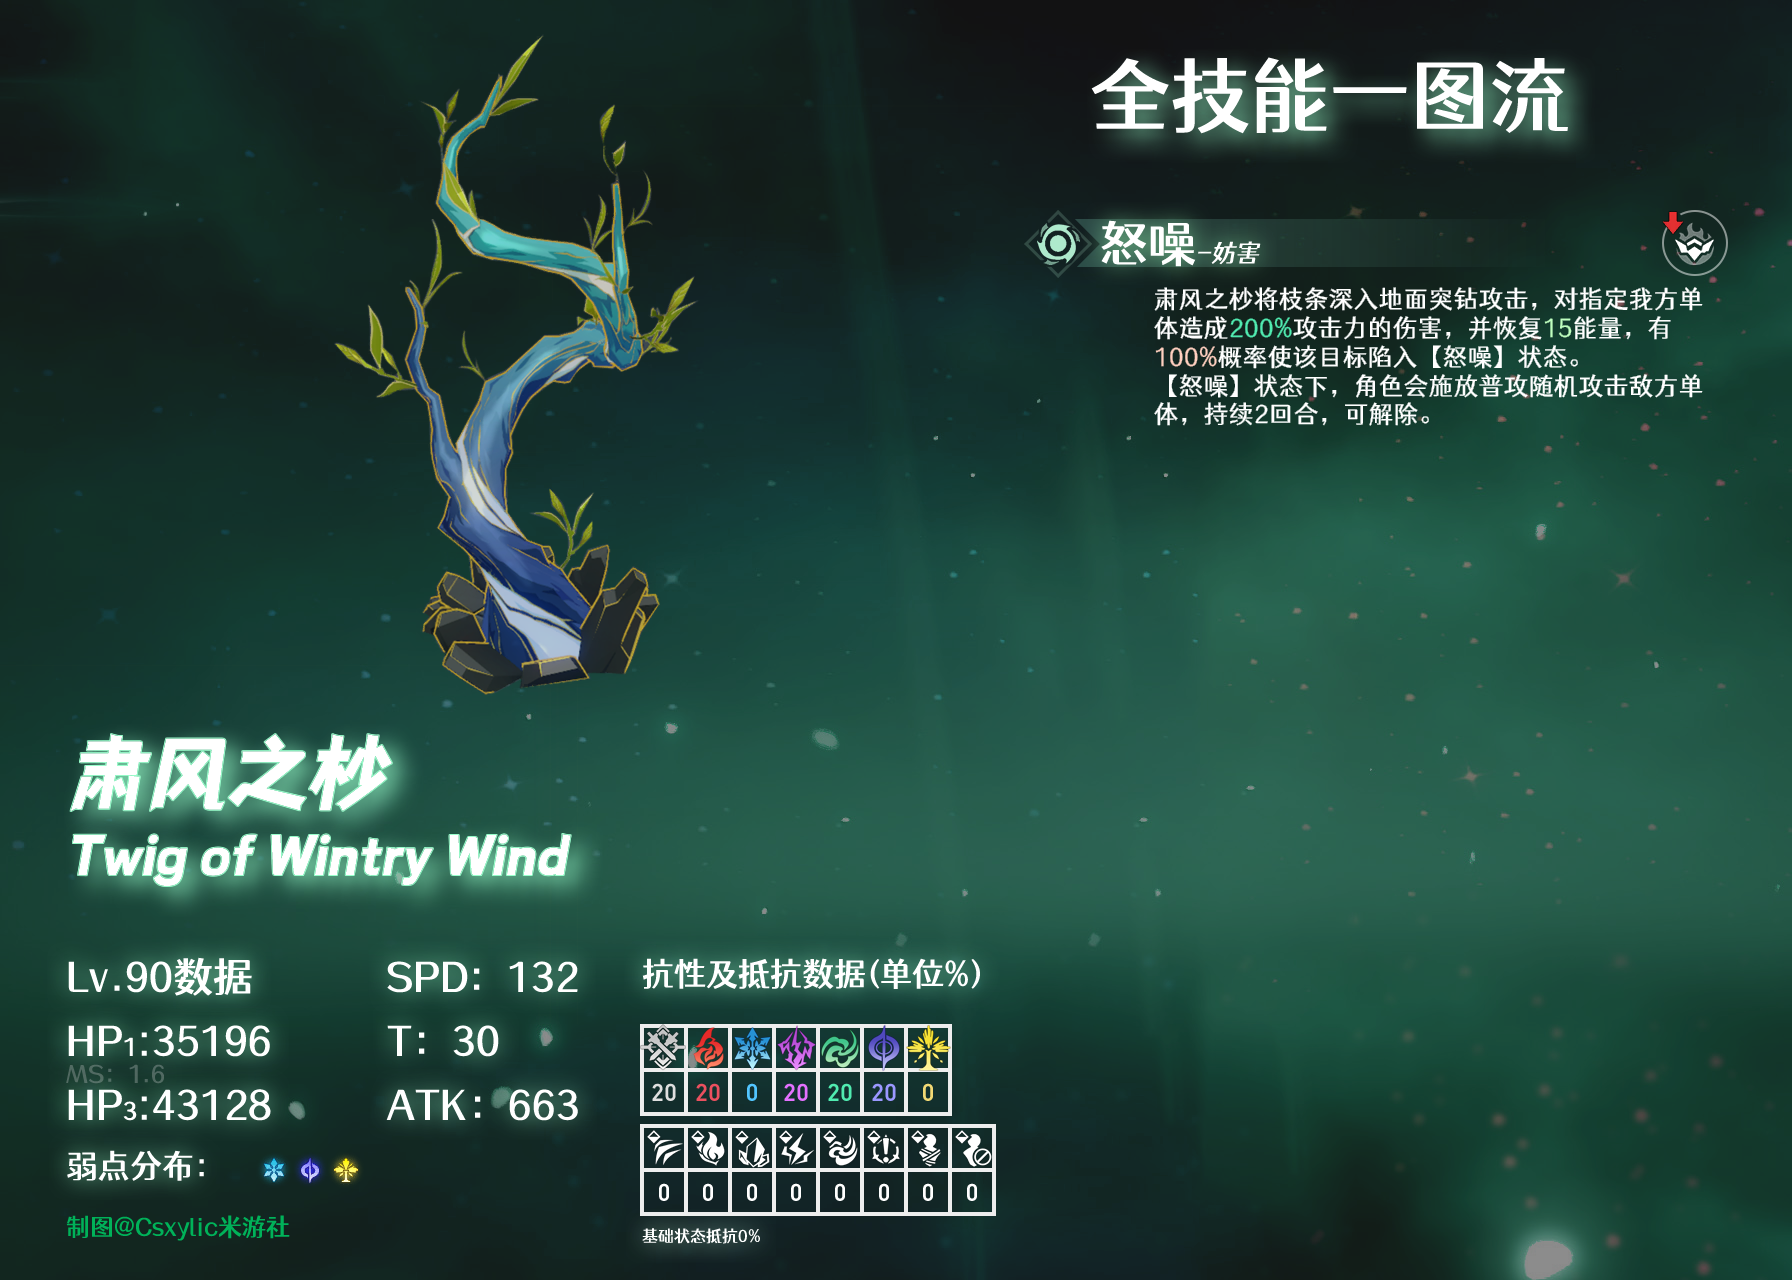 全技能一图流
怒噪-妨害
肃风之杪将枝条深入地面突钻攻击，对指定我方单
体造成200%攻击力的伤害，并恢复15能量，有
100%概率使该目标陷入【怒噪】状态。
【怒噪】状态下，角色会施放普攻随机攻击敌方单
体，持续2回合，可解除。
肃风之杪
Twig of Wintry Wind
Lv.90数据 SPD: 132
HP1:35196 T: 30
MS: 1.6
HP3:43128 ATK: 663
弱点分布：
制图@Csxylic米游社
抗性及抵抗数据(单位%)
20 20 0 20 20 20 0
0 0 0 0 0 0 0 0
基础状态抵抗0%